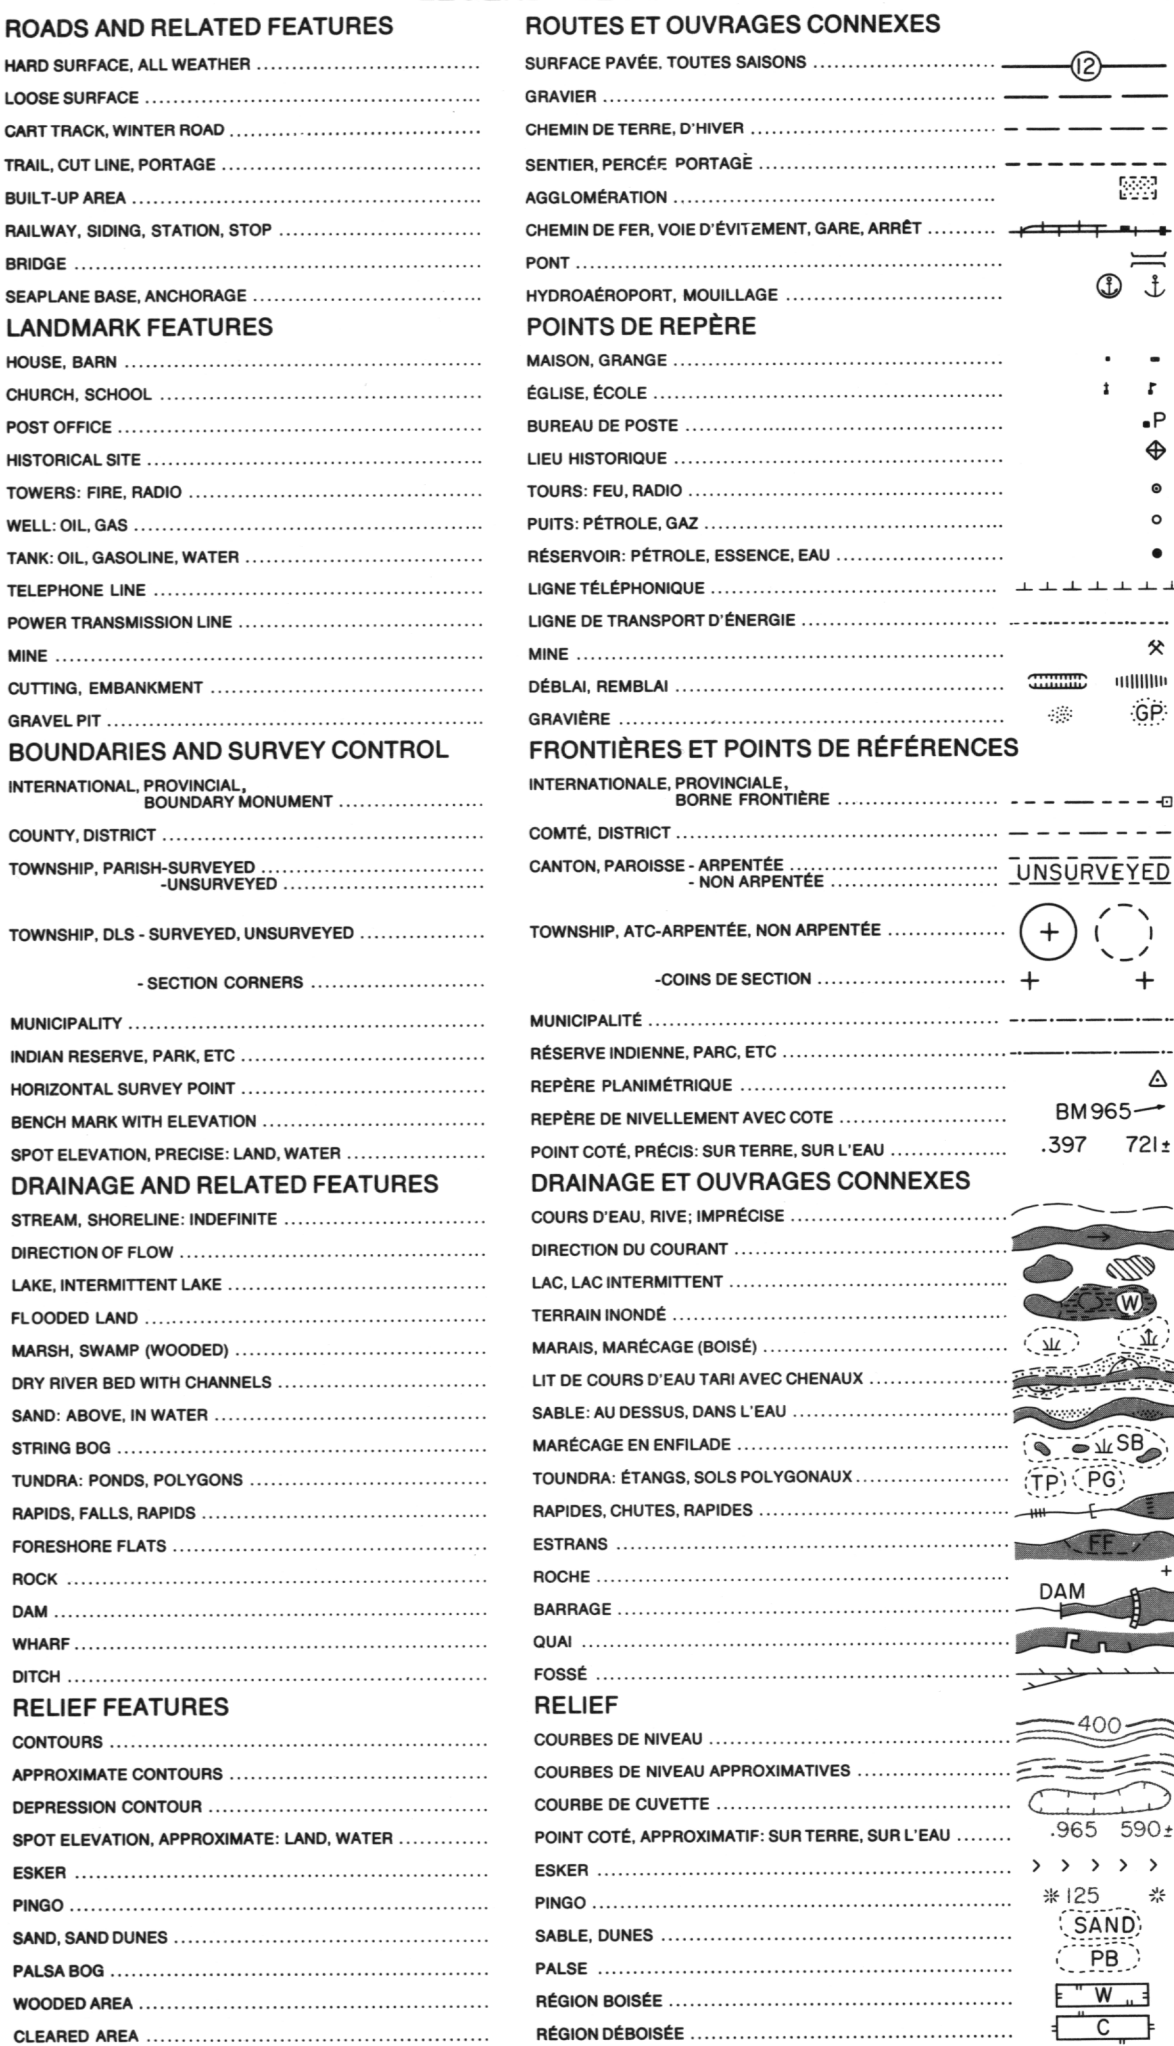 ROADS AND RELATED FEATURES
ROUTES ET OUVRAGES CONNEXES
HARD SURFACE, ALL WEATHER
SURFACE PAVÉE. TOUTES SAISONS
12
LOOSE SURFACE
GRAVIER
CART TRACK, WINTER ROAD
CHEMIN DE TERRE, D'HIVER
TRAIL, CUT LINE, PORTAGE
SENTIER, PERCÉE PORTAGE
BUILT-UP AREA
AGGLOMÉRATION
RAILWAY, SIDING, STATION, STOP
CHEMIN DE FER, VOIE D'ÉVITEMENT, GARE, ARRÊT
BRIDGE
PONT
SEAPLANE BASE, ANCHORAGE
HYDROAÉROPORT, MOUILLAGE
LANDMARK FEATURES
POINTS DE REPÈRE
HOUSE, BARN
MAISON, GRANGE
CHURCH, SCHOOL
ÉGLISE, ÉCOLE
POST OFFICE
BUREAU DE POSTE
P
HISTORICAL SITE
LIEU HISTORIQUE
TOWERS: FIRE, RADIO
TOURS: FEU, RADIO
WELL: OIL, GAS
PUITS: PÉTROLE, GAZ
TANK: OIL, GASOLINE, WATER
RÉSERVOIR: PÉTROLE, ESSENCE, EAU
TELEPHONE LINE
LIGNE TÉLÉPHONIQUE
POWER TRANSMISSION LINE
LIGNE DE TRANSPORT D'ÉNERGIE
MINE
MINE
CUTTING, EMBANKMENT
DÉBLAI, REMBLAI
GRAVEL PIT
GRAVIÈRE
GP
BOUNDARIES AND SURVEY CONTROL
FRONTIÈRES ET POINTS DE RÉFÉRENCES
INTERNATIONAL, PROVINCIAL,
BOUNDARY MONUMENT
INTERNATIONALE, PROVINCIALE,
BORNE FRONTIÈRE
COUNTY, DISTRICT
COMTÉ, DISTRICT
TOWNSHIP, PARISH-SURVEYED
-UNSURVEYED
CANTON, PAROISSE - ARPENTÉE
- NON ARPENTÉE
UNSURVEYED
TOWNSHIP, DLS - SURVEYED, UNSURVEYED
TOWNSHIP, ATC-ARPENTÉE, NON ARPENTÉE
- SECTION CORNERS
-COINS DE SECTION
MUNICIPALITY
MUNICIPALITÉ
INDIAN RESERVE, PARK, ETC
RÉSERVE INDIENNE, PARC, ETC
HORIZONTAL SURVEY POINT
REPÈRE PLANIMÉTRIQUE
BENCH MARK WITH ELEVATION
REPÈRE DE NIVELLEMENT AVEC COTE
BM 965
SPOT ELEVATION, PRECISE: LAND, WATER
POINT COTÉ, PRÉCIS: SUR TERRE, SUR L'EAU
.397 721±
DRAINAGE AND RELATED FEATURES
DRAINAGE ET OUVRAGES CONNEXES
STREAM, SHORELINE: INDEFINITE
COURS D'EAU, RIVE; IMPRÉCISE
DIRECTION OF FLOW
DIRECTION DU COURANT
LAKE, INTERMITTENT LAKE
LAC, LAC INTERMITTENT
FLOODED LAND
TERRAIN INONDÉ
W
MARSH, SWAMP (WOODED)
MARAIS, MARÉCAGE (BOISÉ)
DRY RIVER BED WITH CHANNELS
LIT DE COURS D'EAU TARI AVEC CHENAUX
SAND: ABOVE, IN WATER
SABLE: AU DESSUS, DANS L'EAU
STRING BOG
MARÉCAGE EN ENFILADE
SB
TUNDRA: PONDS, POLYGONS
TOUNDRA: ÉTANGS, SOLS POLYGONAUX
TP PG
RAPIDS, FALLS, RAPIDS
RAPIDES, CHUTES, RAPIDES
FORESHORE FLATS
ESTRANS
FF
ROCK
ROCHE
DAM
BARRAGE
DAM
WHARF
QUAI
DITCH
FOSSÉ
RELIEF FEATURES
RELIEF
CONTOURS
COURBES DE NIVEAU
400
APPROXIMATE CONTOURS
COURBES DE NIVEAU APPROXIMATIVES
DEPRESSION CONTOUR
COURBE DE CUVETTE
SPOT ELEVATION, APPROXIMATE: LAND, WATER
POINT COTÉ, APPROXIMATIF: SUR TERRE, SUR L'EAU
.965 590±
ESKER
ESKER
PINGO
PINGO
125
SAND, SAND DUNES
SABLE, DUNES
SAND
PALSA BOG
PALSE
PB
WOODED AREA
RÉGION BOISÉE
W
CLEARED AREA
RÉGION DÉBOISÉE
C